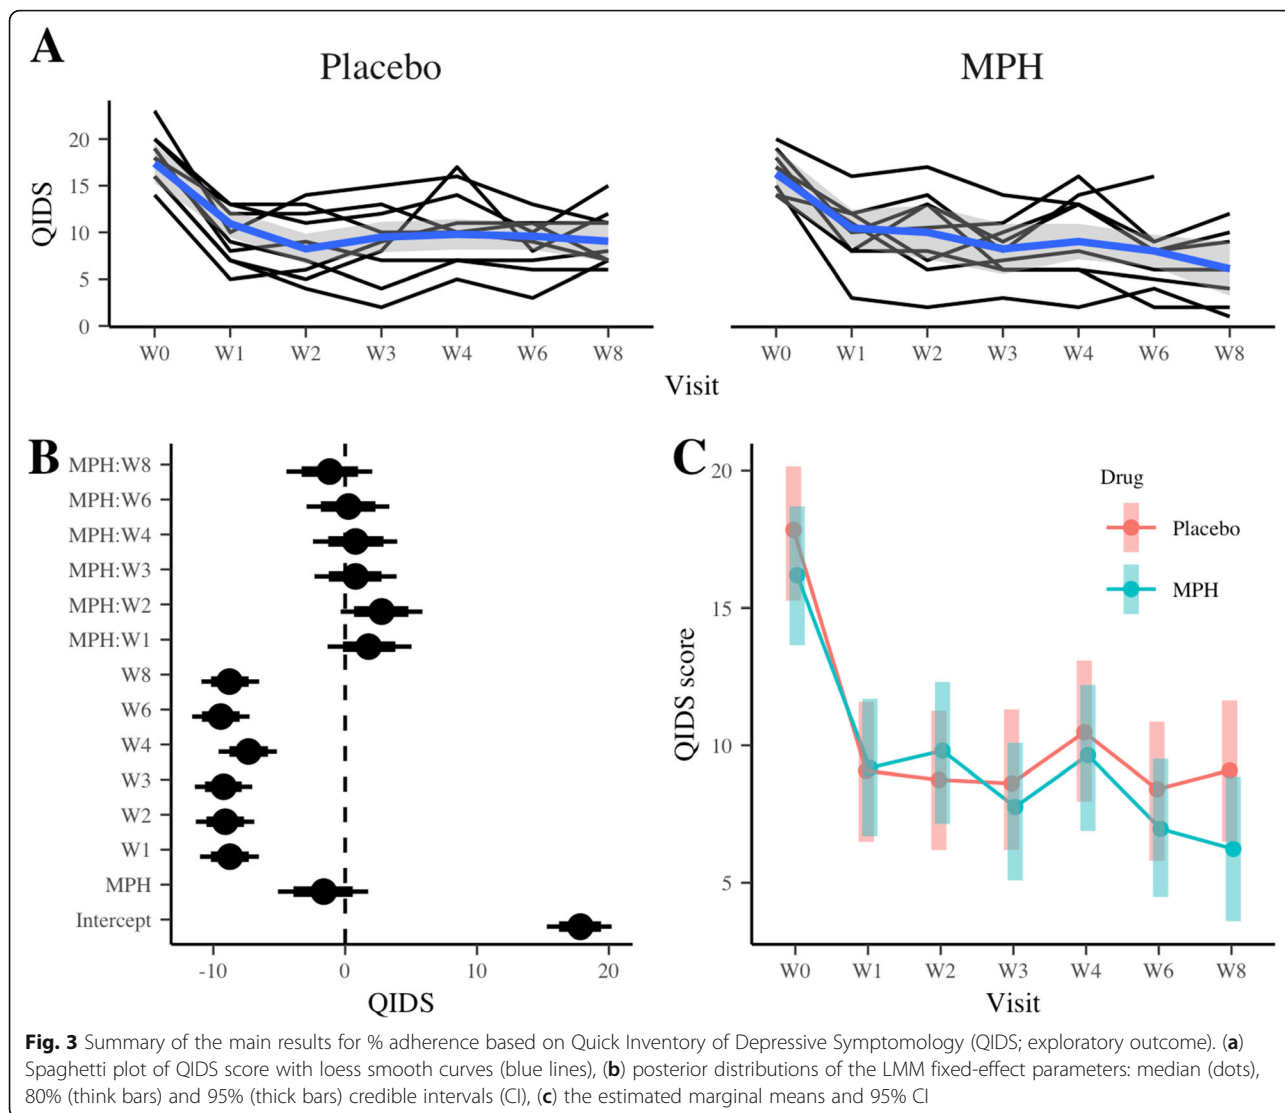 A
Placebo
MPH
QIDS
20
15
10
5
0
W0 W1 W2 W3 W4 W6 W8
W0 W1 W2 W3 W4 W6 W8
Visit
B
MPH:W8
MPH:W6
MPH:W4
MPH:W3
MPH:W2
MPH:W1
W8
W6
W4
W3
W2
W1
MPH
Intercept
-10 0 10 20
QIDS
C
QIDS score
20
15
10
5
Drug
Placebo
MPH
W0 W1 W2 W3 W4 W6 W8
Visit
Fig. 3 Summary of the main results for % adherence based on Quick Inventory of Depressive Symptomology (QIDS; exploratory outcome). (a)
Spaghetti plot of QIDS score with loess smooth curves (blue lines), (b) posterior distributions of the LMM fixed-effect parameters: median (dots),
80% (think bars) and 95% (thick bars) credible intervals (CI), (c) the estimated marginal means and 95% CI